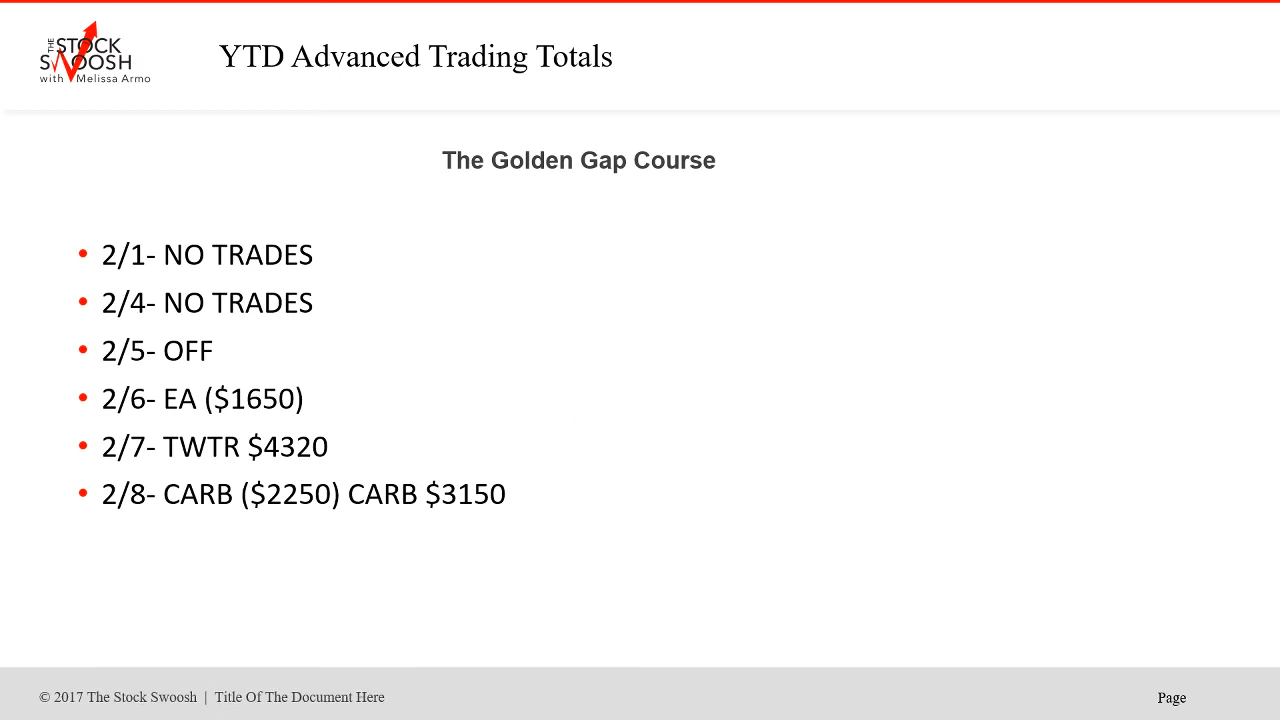 THE STOCK
SWOOSH
with Melissa Armo
YTD Advanced Trading Totals
The Golden Gap Course
• 2/1- NO TRADES
• 2/4- NO TRADES
• 2/5- OFF
• 2/6- EA ($1650)
• 2/7- TWTR $4320
• 2/8- CARB ($2250) CARB $3150
© 2017 The Stock Swoosh | Title Of The Document Here
Page